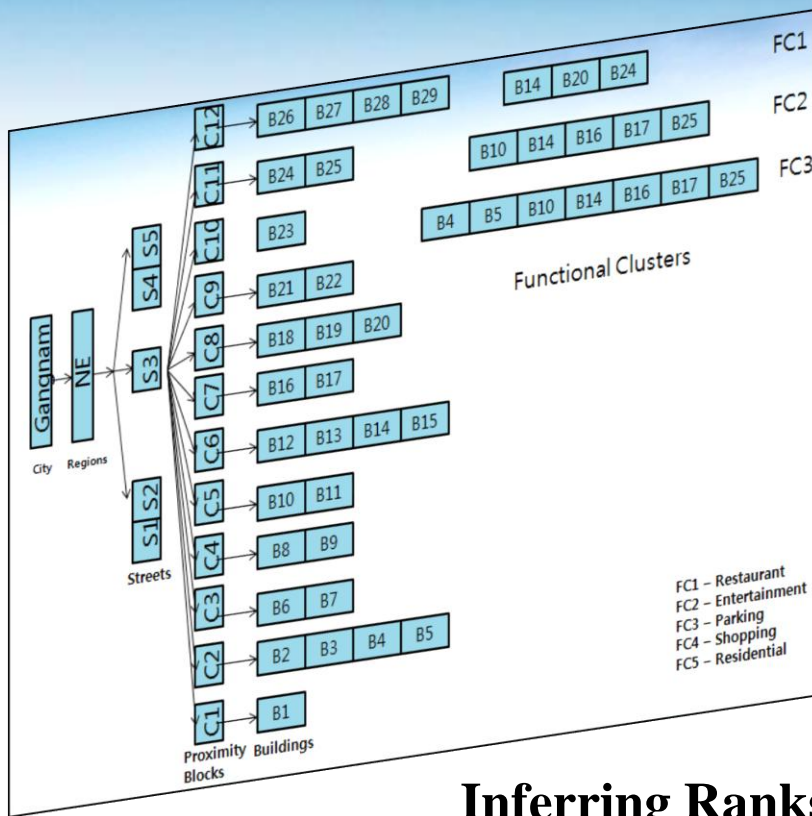 FC1
B14 B20 B24
FC2
B10 B14 B16 B17 B25
FC3
B4 B5 B10 B14 B16 B17 B25
Functional Clusters
C12 B26 B27 B28 B29
C11 B24 B25
C10 B23
C9 B21 B22
C8 B18 B19 B20
C7 B16 B17
C6 B12 B13 B14 B15
C5 B10 B11
C4 B8 B9
C3 B6 B7
C2 B2 B3 B4 B5
C1 B1
Proximity
Blocks
Buildings
S4 S5
S3
S1 S2
Streets
Gangnam
City
NE
Regions
FC1 – Restaurant
FC2 – Entertainment
FC3 – Parking
FC4 – Shopping
FC5 – Residential
Inferring Ranks